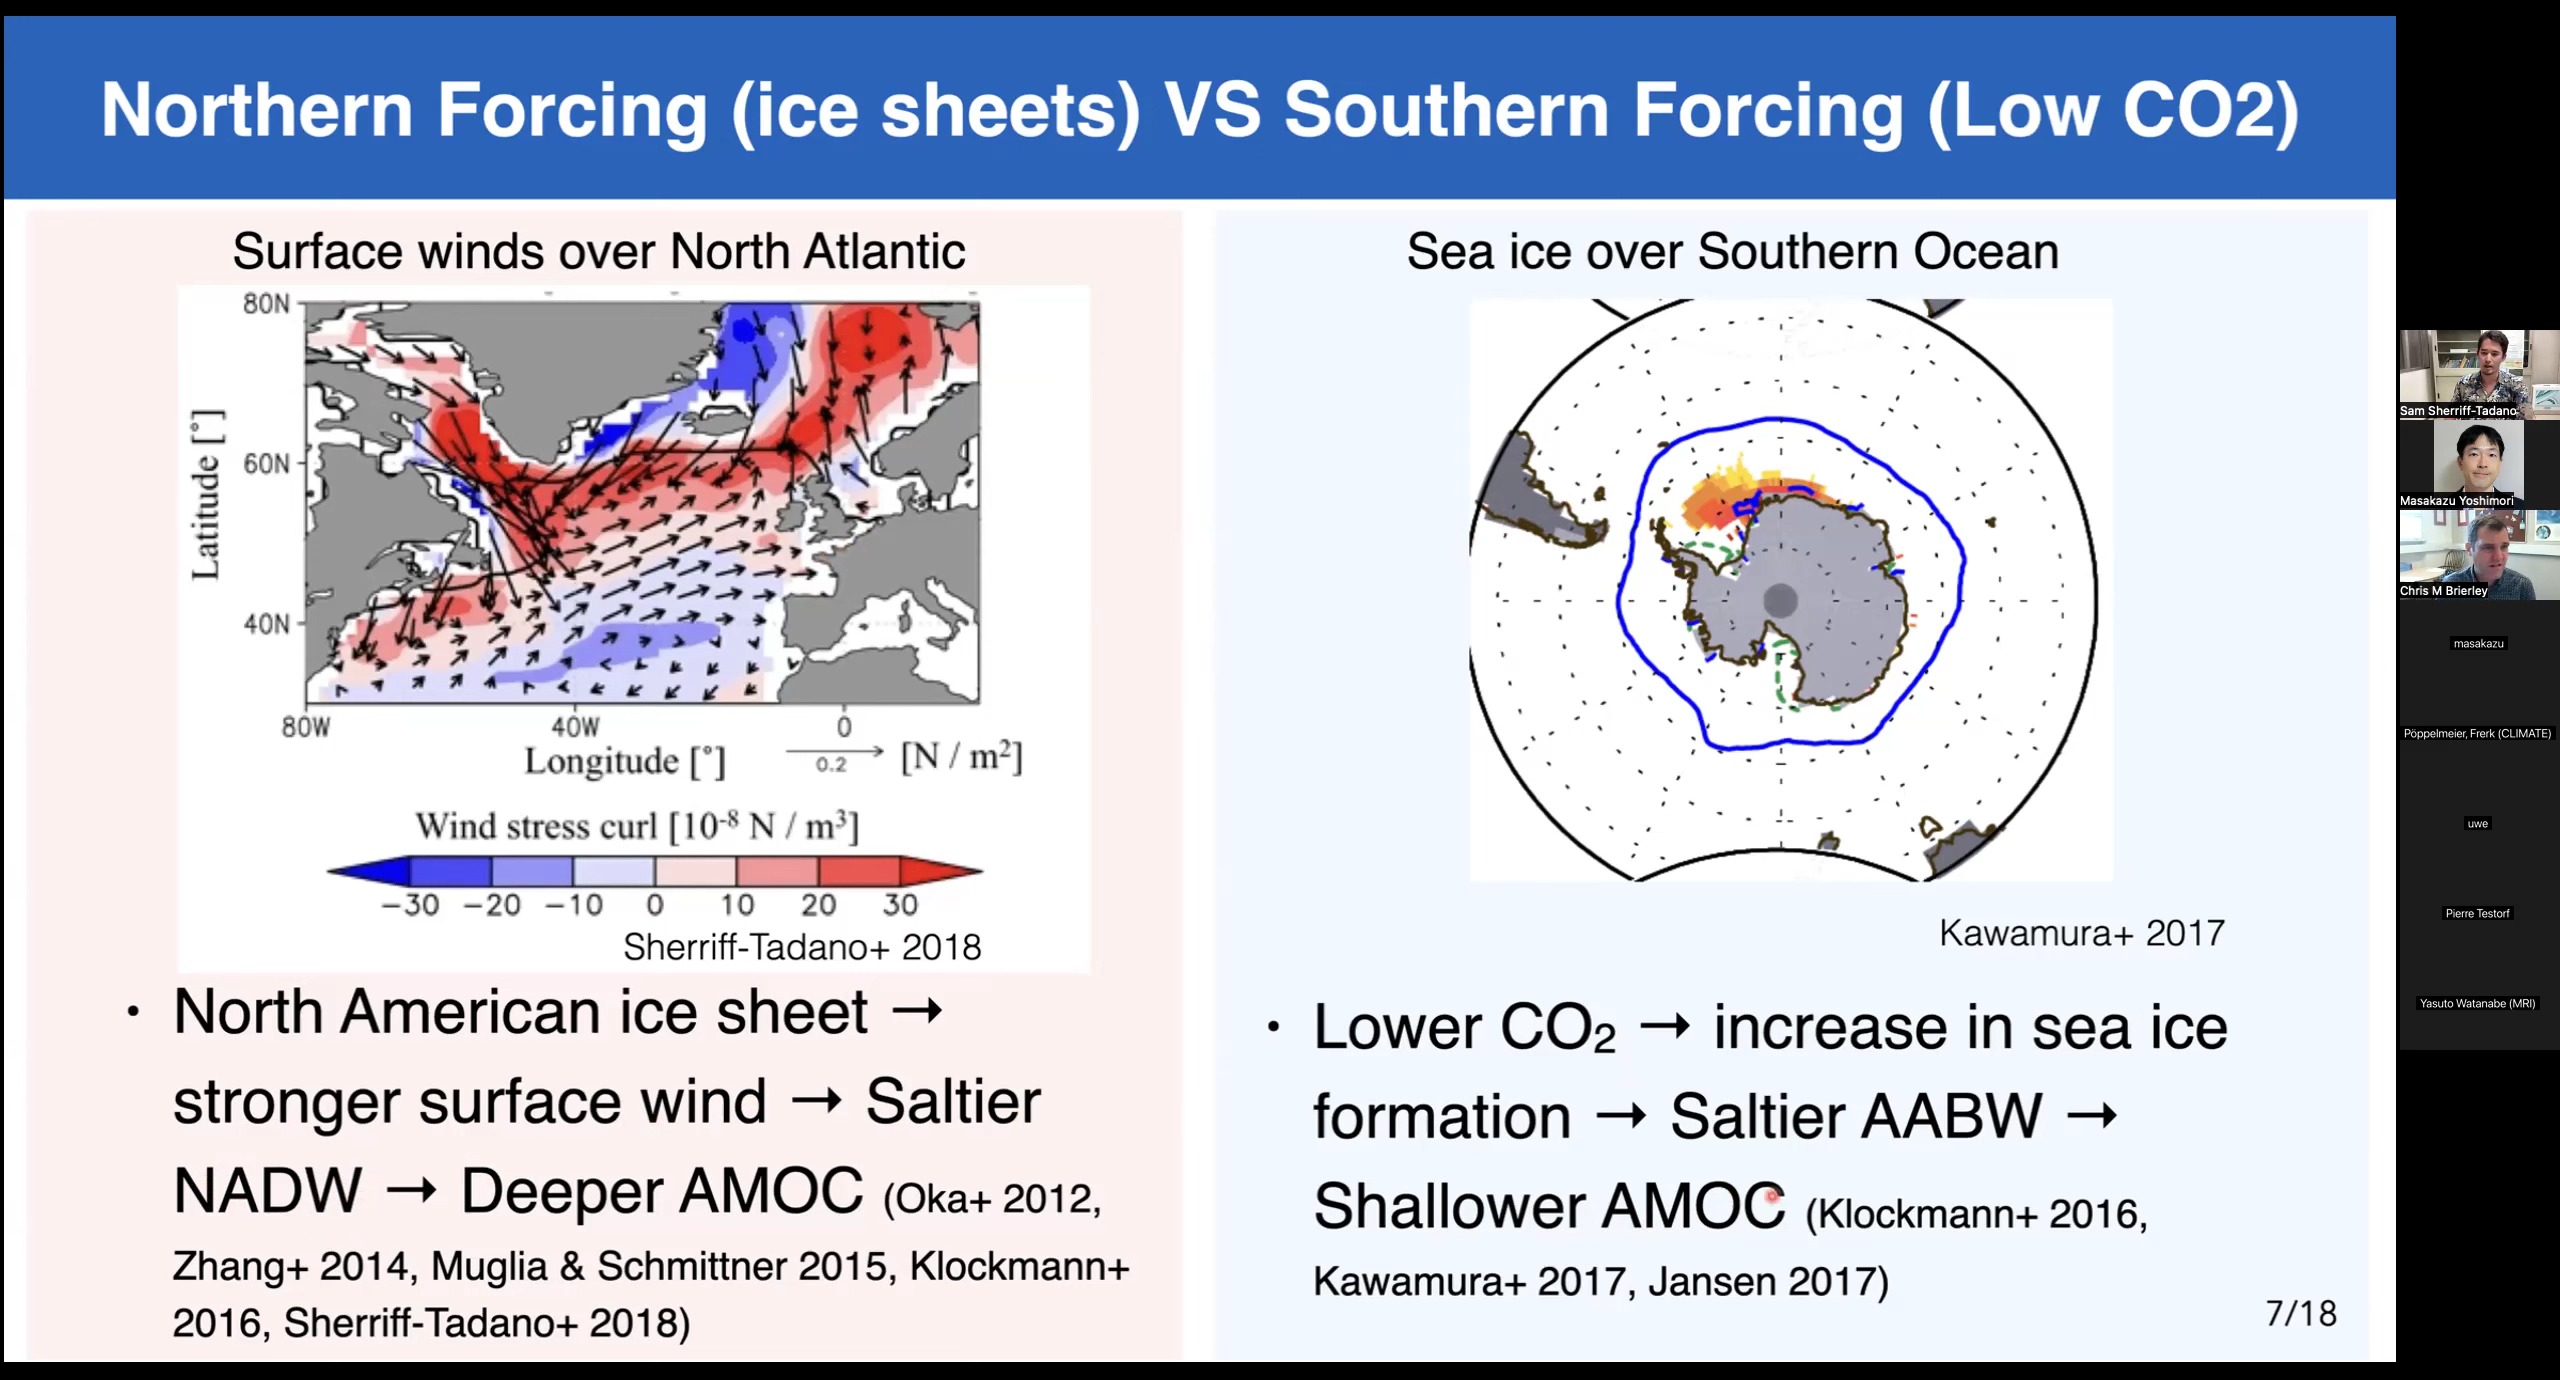 Northern Forcing (ice sheets) VS Southern Forcing (Low CO2)
Surface winds over North Atlantic
80N
60N
40N
Latitude [°]
80W 40W 0
Longitude [°]
0.2 [N / m²]
Wind stress curl [10⁻⁸ N / m³]
−30 −20 −10 0 10 20 30
Sherriff-Tadano+ 2018
• North American ice sheet →
stronger surface wind → Saltier
NADW → Deeper AMOC (Oka+ 2012,
Zhang+ 2014, Muglia & Schmittner 2015, Klockmann+
2016, Sherriff-Tadano+ 2018)
Sea ice over Southern Ocean
Kawamura+ 2017
• Lower CO₂ → increase in sea ice
formation → Saltier AABW →
Shallower AMOC (Klockmann+ 2016,
Kawamura+ 2017, Jansen 2017)
7/18
Sam Sherriff-Tadano
Masakazu Yoshimori
Chris M Brierley
masakazu
Pöppelmeier, Frerk (CLIMATE)
uwe
Pierre Testorf
Yasuto Watanabe (MRI)